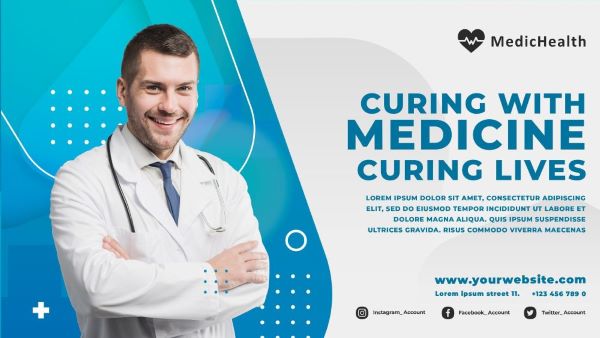 MedicHealth
CURING WITH
MEDICINE
CURING LIVES
LOREM IPSUM DOLOR SIT AMET, CONSECTETUR ADIPISCING
ELIT, SED DO EIUSMOD TEMPOR INCIDIDUNT UT LABORE ET
DOLORE MAGNA ALIQUA. QUIS IPSUM SUSPENDISSE
ULTRICES GRAVIDA. RISUS COMMODO VIVERRA MAECENAS
www.yourwebsite.com
Lorem Ipsum street 11. +123 456 789 0
Instagram_Account Facebook_Account Twitter_Account